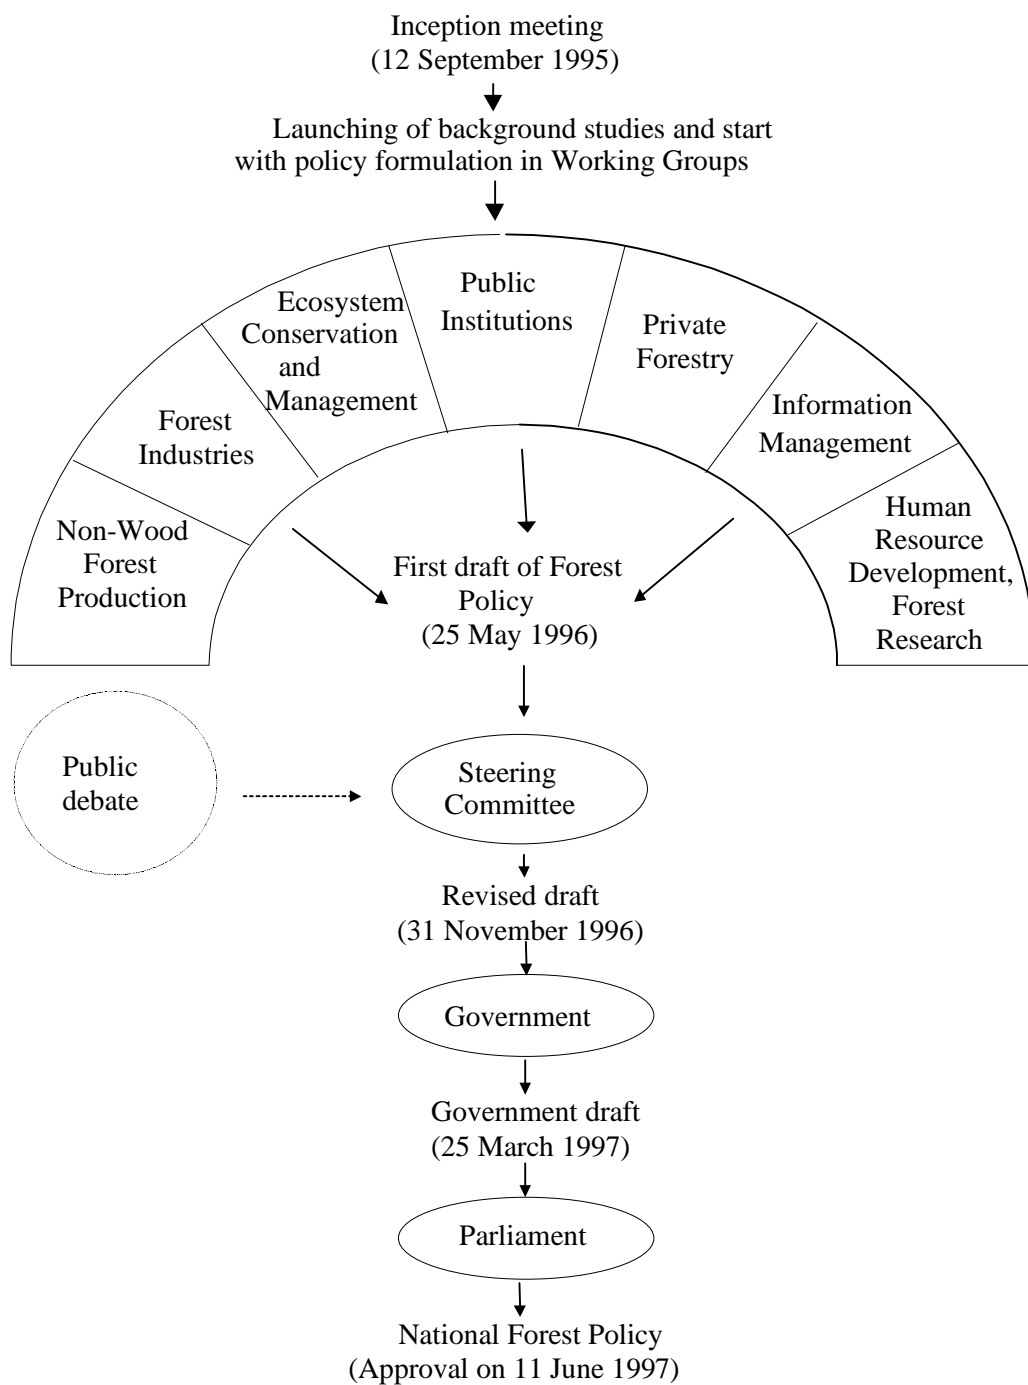 Inception meeting
(12 September 1995)
Launching of background studies and start
with policy formulation in Working Groups
Non-Wood
Forest
Production
Forest
Industries
Ecosystem
Conservation
and
Management
Public
Institutions
Private
Forestry
Information
Management
Human
Resource
Development,
Forest
Research
First draft of Forest
Policy
(25 May 1996)
Public
debate
Steering
Committee
Revised draft
(31 November 1996)
Government
Government draft
(25 March 1997)
Parliament
National Forest Policy
(Approval on 11 June 1997)